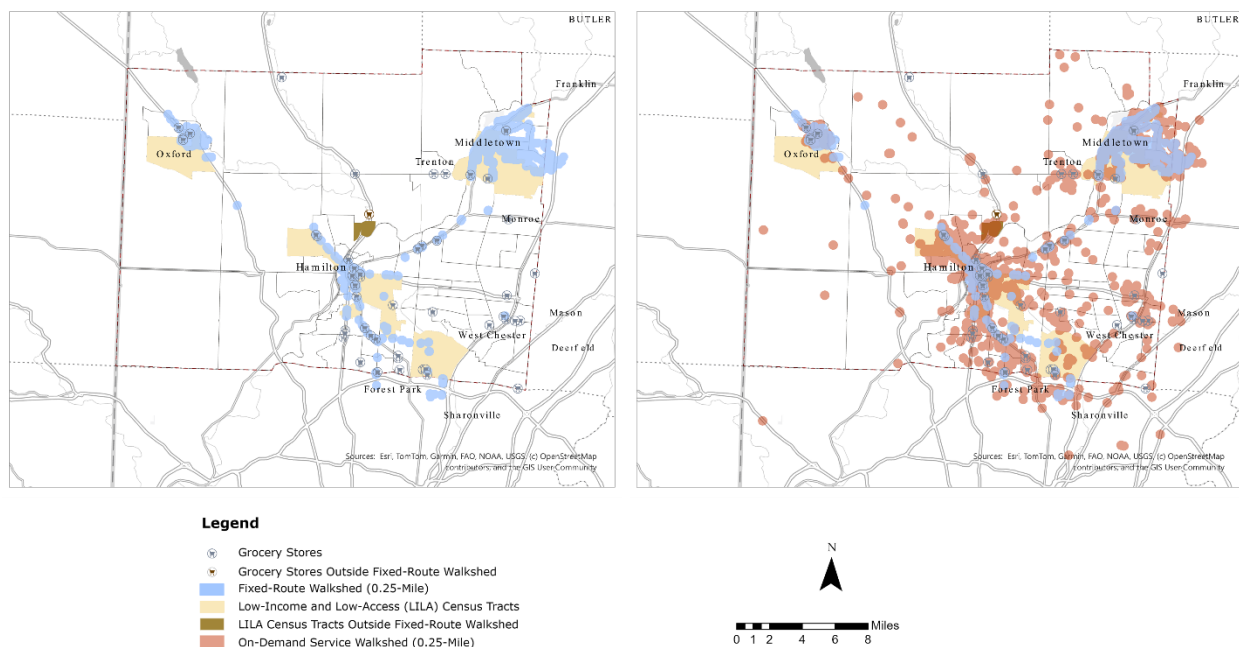 BUTLER
Franklin
Middletown
Oxford
Trenton
Monroe
Hamilton
Mason
West Chester
Deerfield
Forest Park
Sharonville
Sources: Esri, TomTom, Garmin, FAO, NOAA, USGS, (c) OpenStreetMap
contributors, and the GIS User Community
BUTLER
Franklin
Middletown
Oxford
Trenton
Monroe
Hamilton
Mason
West Chester
Deerfield
Forest Park
Sharonville
Sources: Esri, TomTom, Garmin, FAO, NOAA, USGS, (c) OpenStreetMap
contributors, and the GIS User Community
Legend
Grocery Stores
Grocery Stores Outside Fixed-Route Walkshed
Fixed-Route Walkshed (0.25-Mile)
Low-Income and Low-Access (LILA) Census Tracts
LILA Census Tracts Outside Fixed-Route Walkshed
On-Demand Service Walkshed (0.25-Mile)
N
Miles
0 1 2 4 6 8